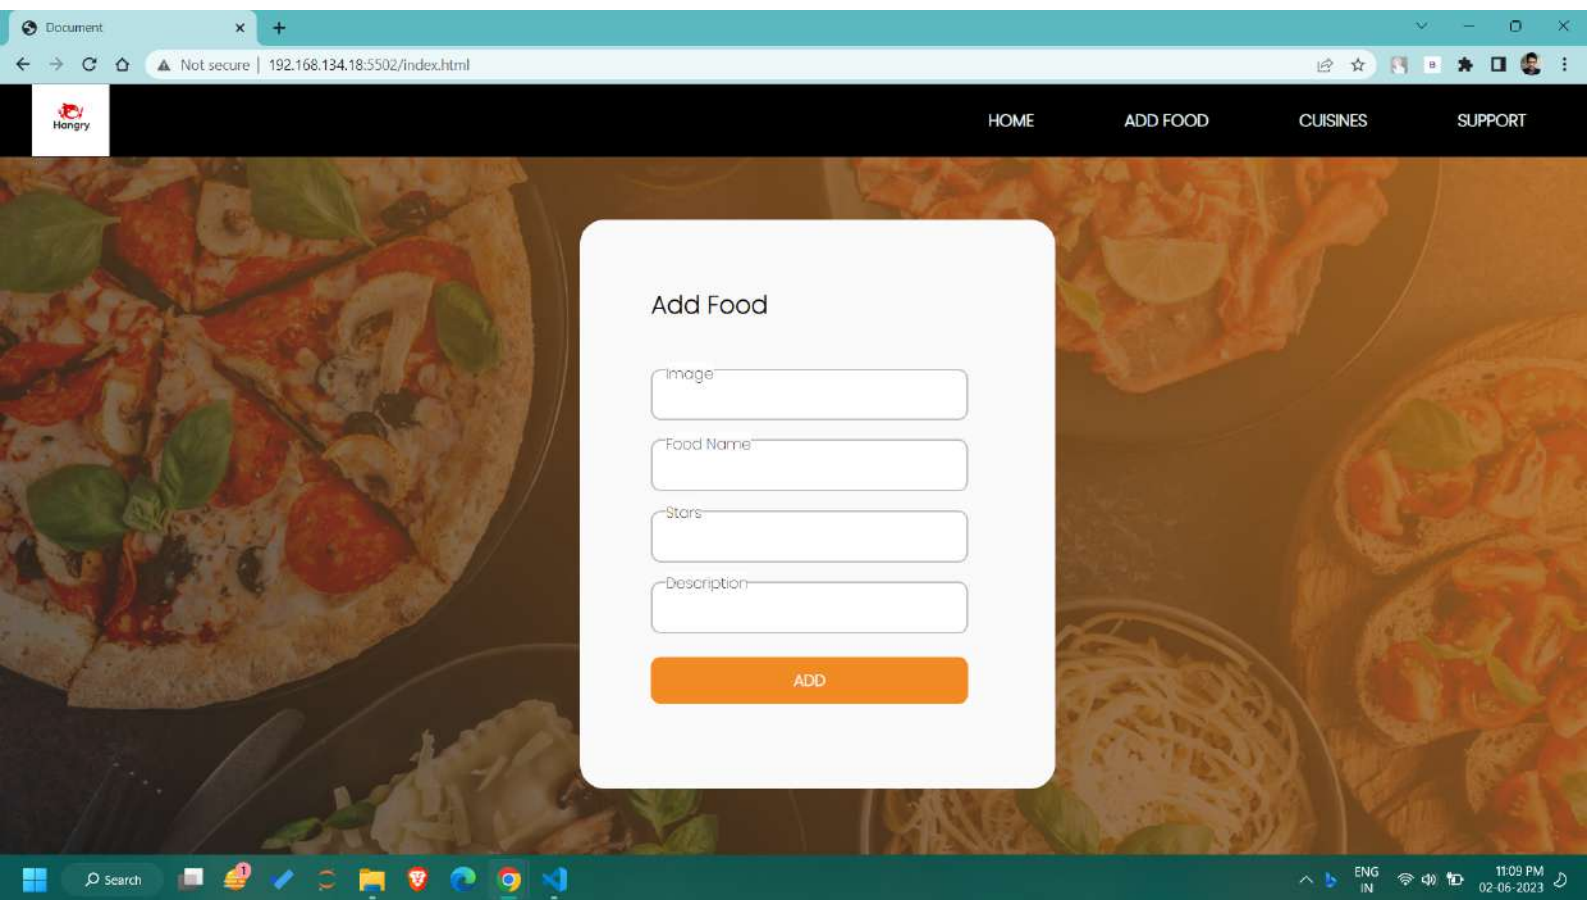 Document
Not secure | 192.168.134.18:5502/index.html
B
Hangry
HOME
ADD FOOD
CUISINES
SUPPORT
Add Food
Image
Food Name
Stars
Description
ADD
Search
1
ENG
IN
11:09 PM
02-06-2023